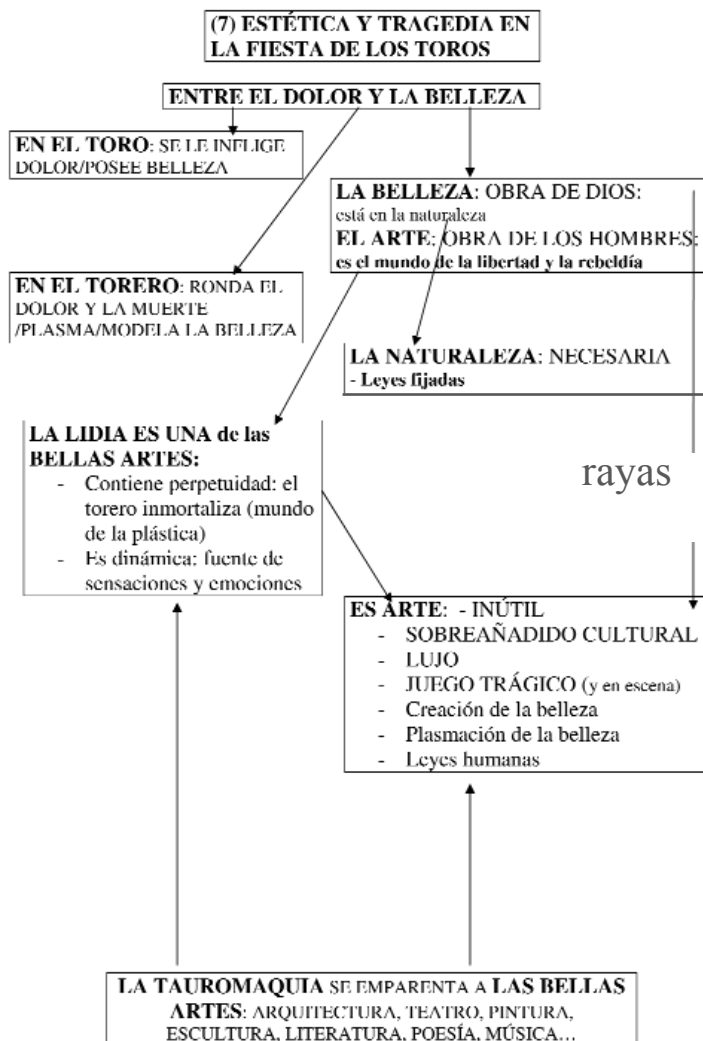 (7) ESTÉTICA Y TRAGEDIA EN
LA FIESTA DE LOS TOROS
ENTRE EL DOLOR Y LA BELLEZA
EN EL TORO: SE LE INFLIGE
DOLOR/POSEE BELLEZA
LA BELLEZA: OBRA DE DIOS:
está en la naturaleza
EL ARTE: OBRA DE LOS HOMBRES:
es el mundo de la libertad y la rebeldía
EN EL TORERO: RONDA EL
DOLOR Y LA MUERTE
/PLASMA/MODELA LA BELLEZA
LA NATURALEZA: NECESARIA
- Leyes fijadas
LA LIDIA ES UNA de las
BELLAS ARTES:
- Contiene perpetuidad: el
torero inmortaliza (mundo
de la plástica)
- Es dinámica: fuente de
sensaciones y emociones
rayas
ES ARTE: - INÚTIL
- SOBREAÑADIDO CULTURAL
- LUJO
- JUEGO TRÁGICO (y en escena)
- Creación de la belleza
- Plasmación de la belleza
- Leyes humanas
LA TAUROMAQUIA SE EMPARENTA A LAS BELLAS
ARTES: ARQUITECTURA, TEATRO, PINTURA,
ESCULTURA, LITERATURA, POESÍA, MÚSICA…